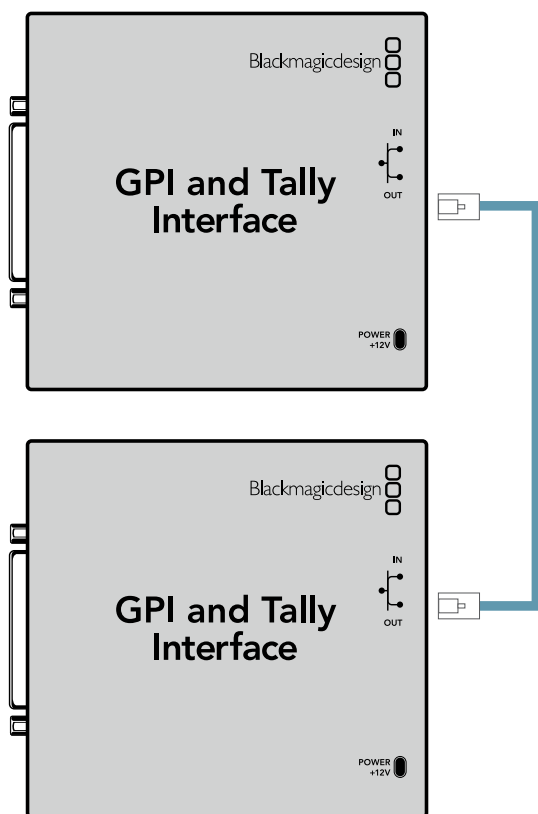 Blackmagicdesign
IN
OUT
GPI and Tally
Interface
POWER
+12V
Blackmagicdesign
IN
OUT
GPI and Tally
Interface
POWER
+12V